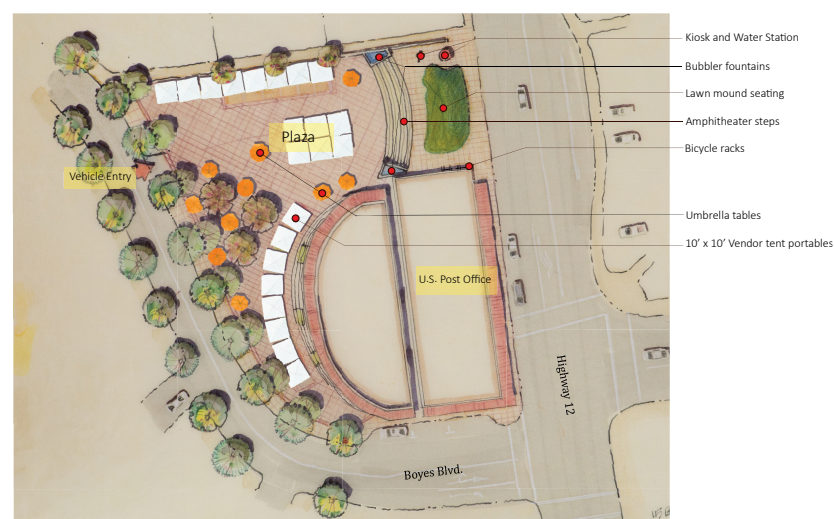 Kiosk and Water Station
Bubbler fountains
Lawn mound seating
Amphitheater steps
Bicycle racks
Umbrella tables
10' x 10' Vendor tent portables
Plaza
Vehicle Entry
U.S. Post Office
Highway 12
Boyes Blvd.